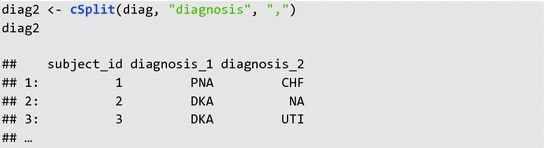 diag2 <- cSplit(diag, "diagnosis", ",")
diag2
##    subject_id diagnosis_1 diagnosis_2
## 1:          1         PNA         CHF
## 2:          2         DKA          NA
## 3:          3         DKA         UTI
## …